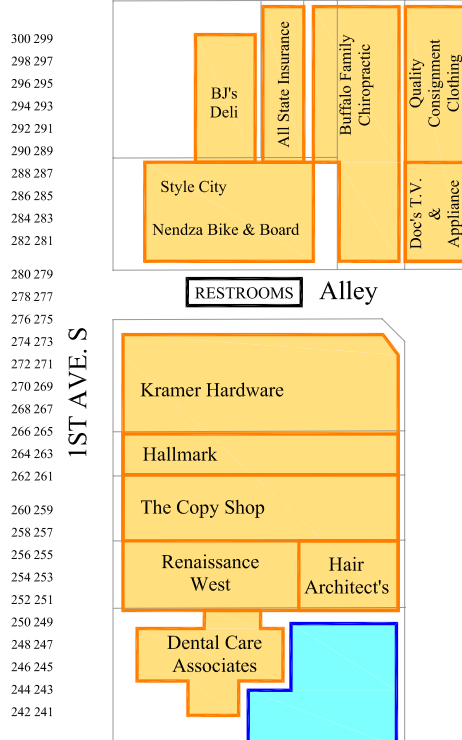 300 299
298 297
296 295
294 293
292 291
290 289
288 287
286 285
284 283
282 281
280 279
278 277
276 275
274 273
272 271
270 269
268 267
266 265
264 263
262 261
260 259
258 257
256 255
254 253
252 251
250 249
248 247
246 245
244 243
242 241
1ST AVE. S
BJ's
Deli
All State Insurance
Buffalo Family
Chiropractic
Quality
Consignment
Clothing
Style City
Nendza Bike & Board
Doc's T.V.
&
Appliance
RESTROOMS
Alley
Kramer Hardware
Hallmark
The Copy Shop
Renaissance
West
Hair
Architect's
Dental Care
Associates